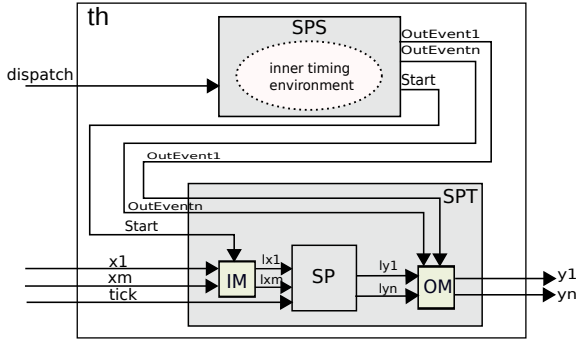 th
SPS
OutEvent1
OutEventn
inner timing
environment
dispatch
Start
OutEvent1
SPT
OutEventn
Start
x1
lx1
ly1
y1
xm
IM
lxm
SP
OM
tick
lyn
yn